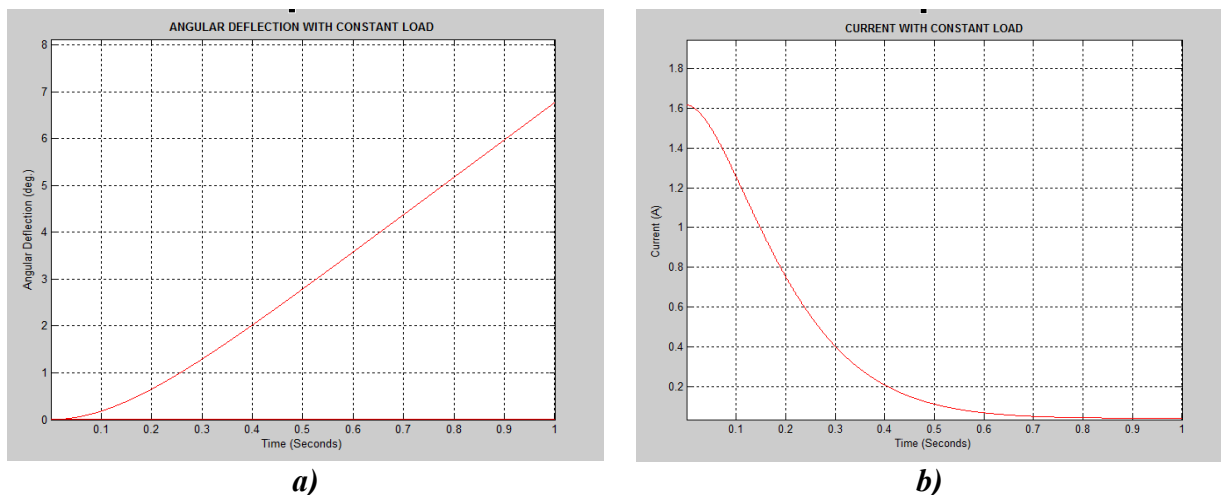 ANGULAR DEFLECTION WITH CONSTANT LOAD
8
7
6
5
4
3
2
1
0
Angular Deflection (deg.)
0.1 0.2 0.3 0.4 0.5 0.6 0.7 0.8 0.9 1
Time (Seconds)
a)
CURRENT WITH CONSTANT LOAD
1.8
1.6
1.4
1.2
1
0.8
0.6
0.4
0.2
Current (A)
0.1 0.2 0.3 0.4 0.5 0.6 0.7 0.8 0.9 1
Time (Seconds)
b)